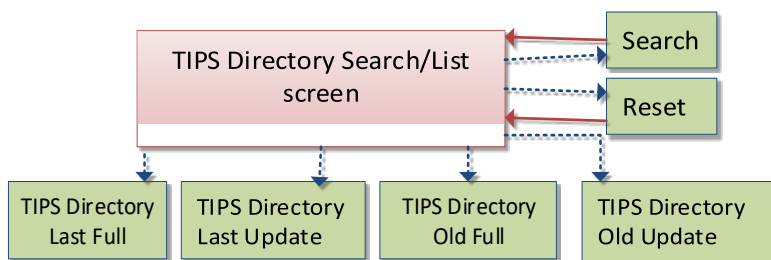 TIPS Directory Search/List
screen
Search
Reset
TIPS Directory
Last Full
TIPS Directory
Last Update
TIPS Directory
Old Full
TIPS Directory
Old Update